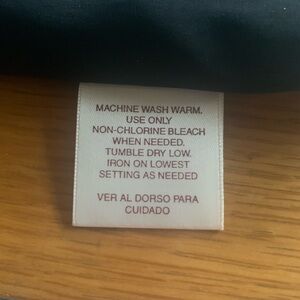 MACHINE WASH WARM.
USE ONLY
NON-CHLORINE BLEACH
WHEN NEEDED.
TUMBLE DRY LOW.
IRON ON LOWEST
SETTING AS NEEDED
VER AL DORSO PARA
CUIDADO